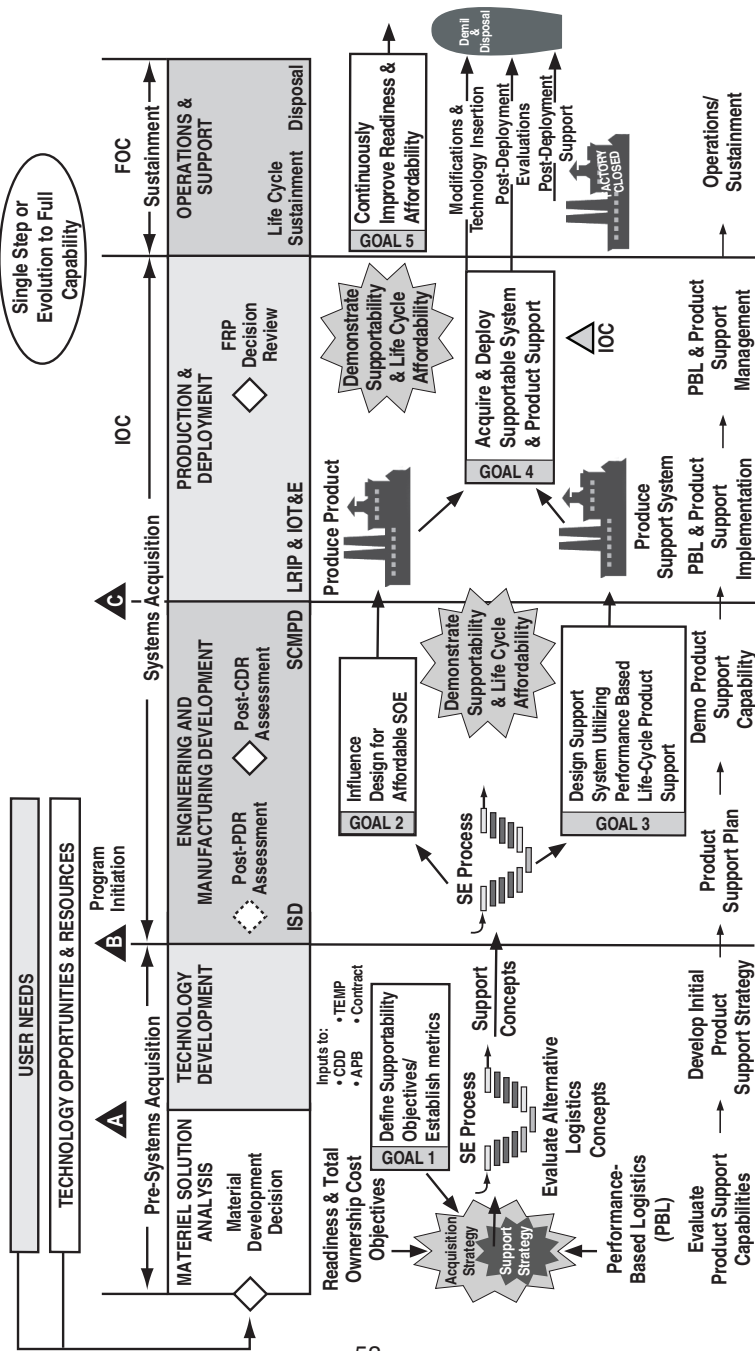 USER NEEDS
TECHNOLOGY OPPORTUNITIES & RESOURCES
Single Step or
Evolution to Full
Capability
A
B
Program
Initiation
C
IOC
FOC
Pre-Systems Acquisition
Systems Acquisition
Sustainment
MATERIEL SOLUTION
ANALYSIS
Material
Development
Decision
TECHNOLOGY
DEVELOPMENT
ENGINEERING AND
MANUFACTURING DEVELOPMENT
Post-PDR
Assessment
Post-CDR
Assessment
ISD
SCMPD
PRODUCTION &
DEPLOYMENT
FRP
Decision
Review
LRIP & IOT&E
OPERATIONS &
SUPPORT
Life Cycle
Sustainment
Disposal
Readiness & Total
Ownership Cost
Objectives
Inputs to:
• CDD
• TEMP
• APB
• Contract
GOAL 1
Define Supportability
Objectives/
Establish metrics
Acquisition
Strategy
Support
Strategy
SE Process
Support
Concepts
Evaluate Alternative
Logistics
Concepts
Performance-
Based Logistics
(PBL)
GOAL 2
Influence
Design for
Affordable SOE
SE Process
Demonstrate
Supportability
& Life Cycle
Affordability
GOAL 3
Design Support
System Utilizing
Performance Based
Life-Cycle Product
Support
Produce Product
Demonstrate
Supportability
& Life Cycle
Affordability
GOAL 4
Acquire & Deploy
Supportable System
& Product Support
Produce
Support System
IOC
GOAL 5
Continuously
Improve Readiness &
Affordability
Modifications &
Technology Insertion
Post-Deployment
Evaluations
Post-Deployment
Support
Demil
&
Disposal
FACTORY
CLOSED
Evaluate
Product Support
Capabilities
Develop Initial
Product
Support Strategy
Product
Support Plan
Demo Product
Support
Capability
PBL & Product
Support
Implementation
PBL & Product
Support
Management
Operations/
Sustainment